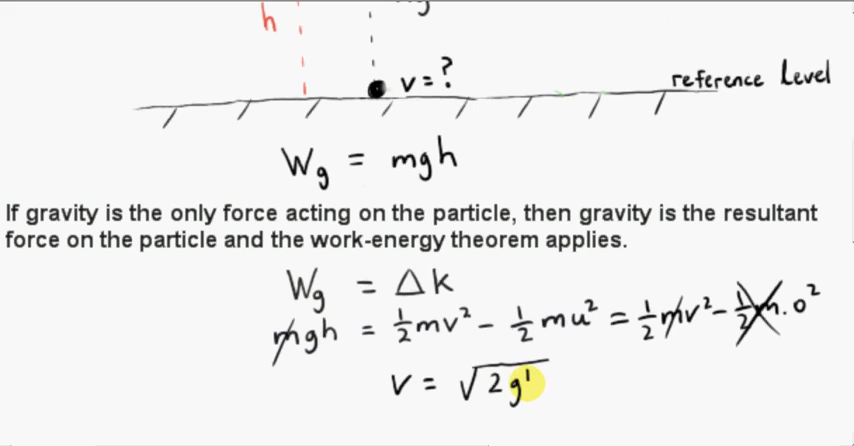 h
v = ?
reference Level
Wg = mgh
If gravity is the only force acting on the particle, then gravity is the resultant
force on the particle and the work-energy theorem applies.
Wg = Δk
mgh = ½mv² - ½mu² = ½mv² - ½m.0²
v = √2g